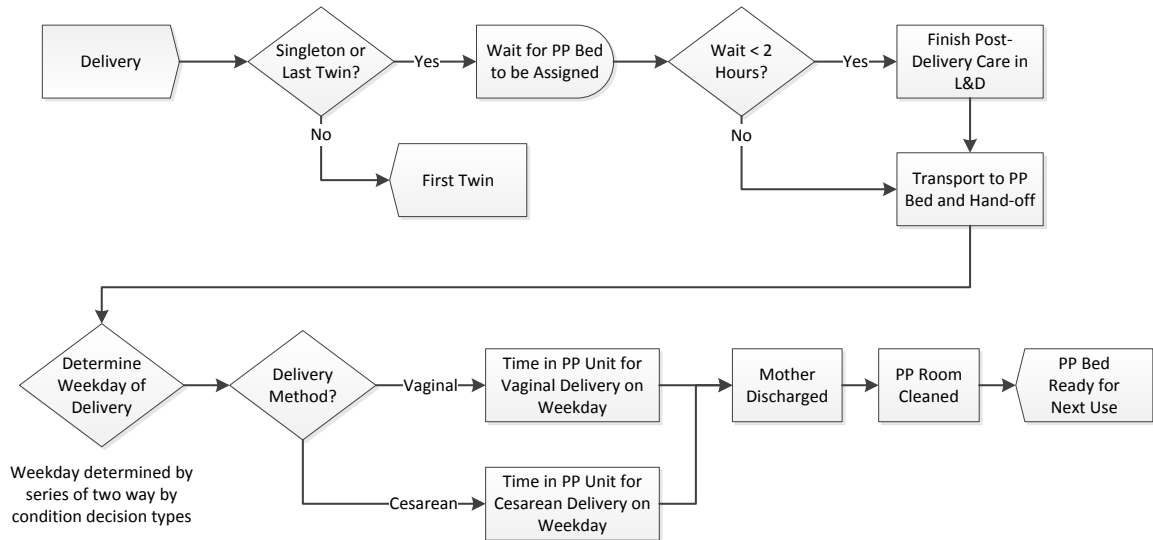 Delivery
Singleton or
Last Twin?
Yes
Wait for PP Bed
to be Assigned
Wait < 2
Hours?
Yes
Finish Post-
Delivery Care in
L&D
No
First Twin
No
Transport to PP
Bed and Hand-off
Determine
Weekday of
Delivery
Delivery
Method?
Vaginal
Time in PP Unit for
Vaginal Delivery on
Weekday
Mother
Discharged
PP Room
Cleaned
PP Bed
Ready for
Next Use
Weekday determined by
series of two way by
condition decision types
Cesarean
Time in PP Unit for
Cesarean Delivery on
Weekday